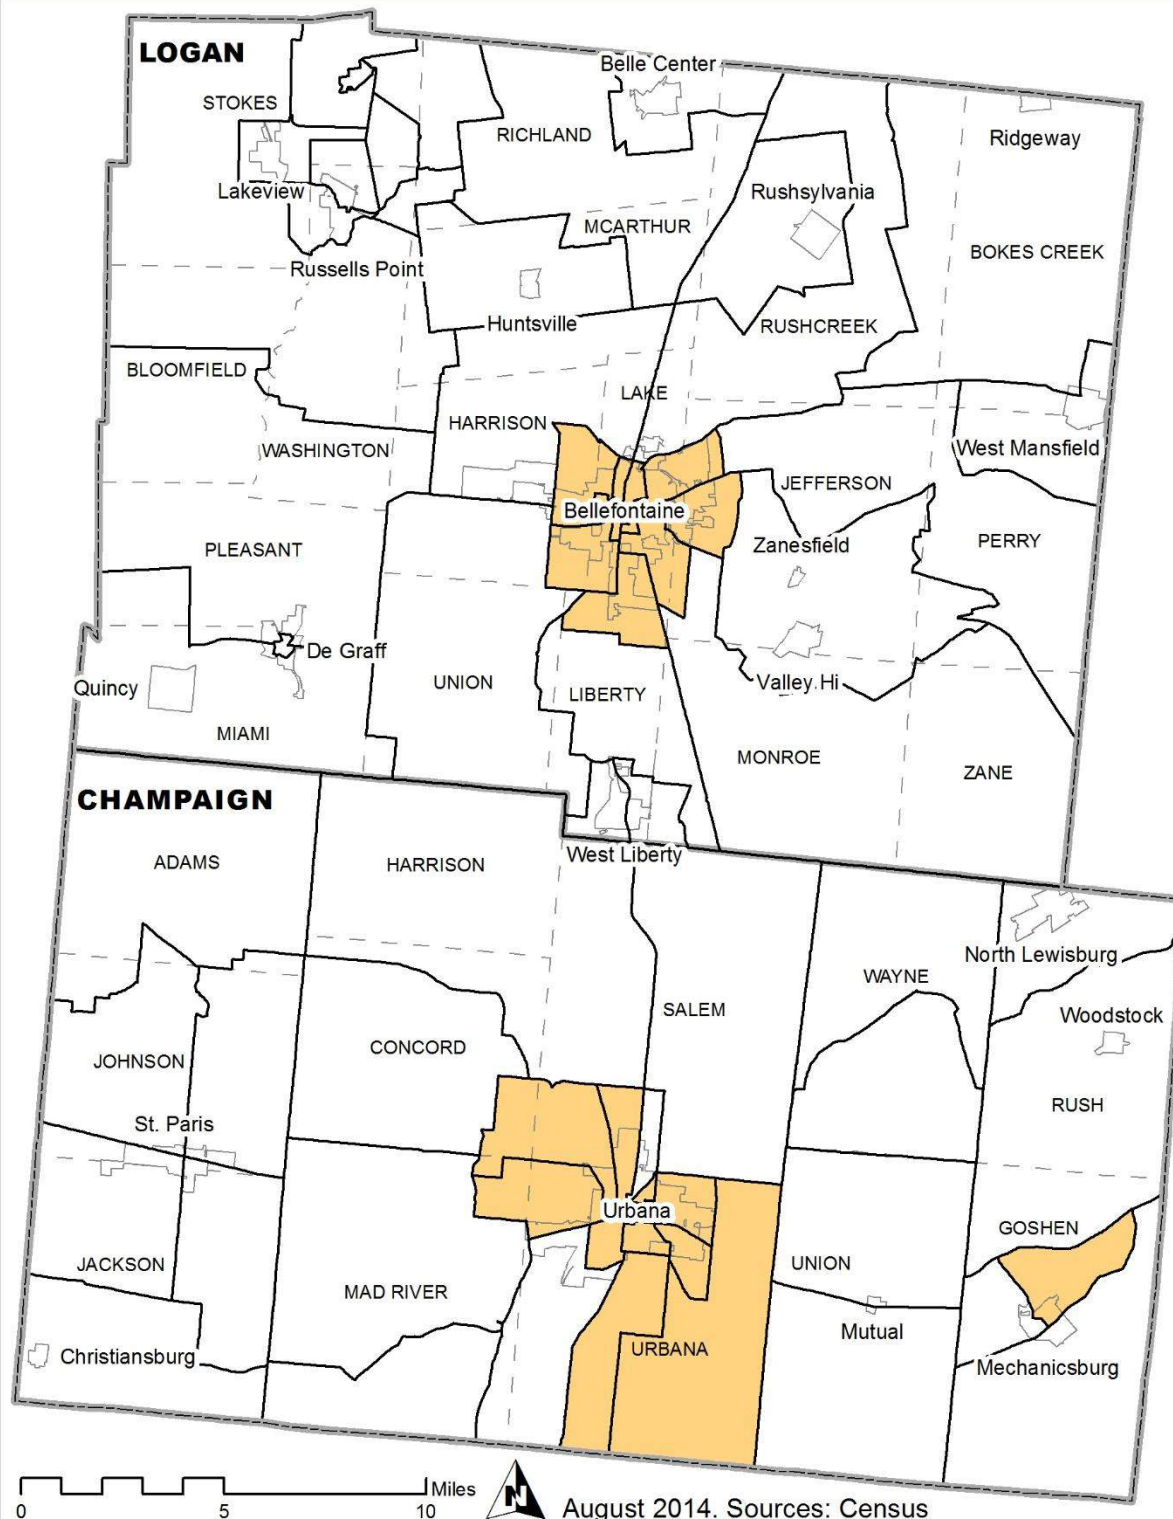 LOGAN
Belle Center
STOKES
RICHLAND
Ridgeway
Lakeview
Rushsylvania
MCARTHUR
BOKES CREEK
Russells Point
Huntsville
RUSHCREEK
BLOOMFIELD
LAKE
HARRISON
WASHINGTON
West Mansfield
JEFFERSON
Bellefontaine
PLEASANT
Zanesfield
PERRY
De Graff
Quincy
UNION
LIBERTY
Valley Hi
MIAMI
MONROE
ZANE
CHAMPAIGN
ADAMS
HARRISON
West Liberty
North Lewisburg
WAYNE
SALEM
Woodstock
JOHNSON
CONCORD
RUSH
St. Paris
Urbana
GOSHEN
JACKSON
UNION
MAD RIVER
Mutual
URBANA
Christiansburg
Mechanicsburg
Miles
0 5 10
N
August 2014. Sources: Census